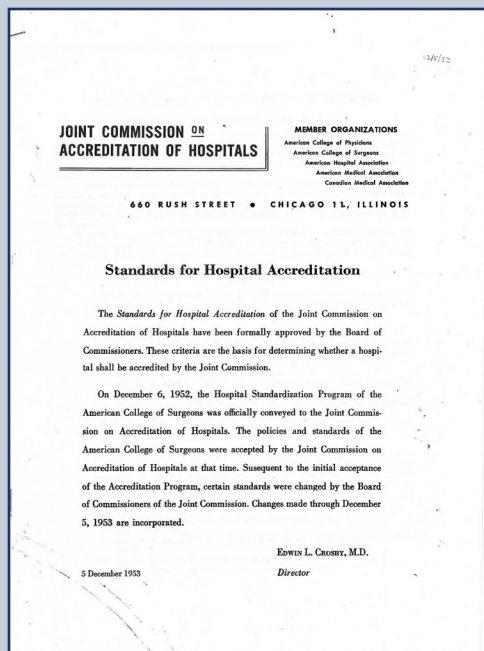 12/5/52
JOINT COMMISSION ON
ACCREDITATION OF HOSPITALS
MEMBER ORGANIZATIONS
American College of Physicians
American College of Surgeons
American Hospital Association
American Medical Association
Canadian Medical Association
660 RUSH STREET • CHICAGO 11, ILLINOIS
Standards for Hospital Accreditation
The Standards for Hospital Accreditation of the Joint Commission on
Accreditation of Hospitals have been formally approved by the Board of
Commissioners. These criteria are the basis for determining whether a hospi-
tal shall be accredited by the Joint Commission.
On December 6, 1952, the Hospital Standardization Program of the
American College of Surgeons was officially conveyed to the Joint Commis-
sion on Accreditation of Hospitals. The policies and standards of the
American College of Surgeons were accepted by the Joint Commission on
Accreditation of Hospitals at that time. Susequent to the initial acceptance
of the Accreditation Program, certain standards were changed by the Board
of Commissioners of the Joint Commission. Changes made through December
5, 1953 are incorporated.
EDWIN L. CROSBY, M.D.
5 December 1953 Director